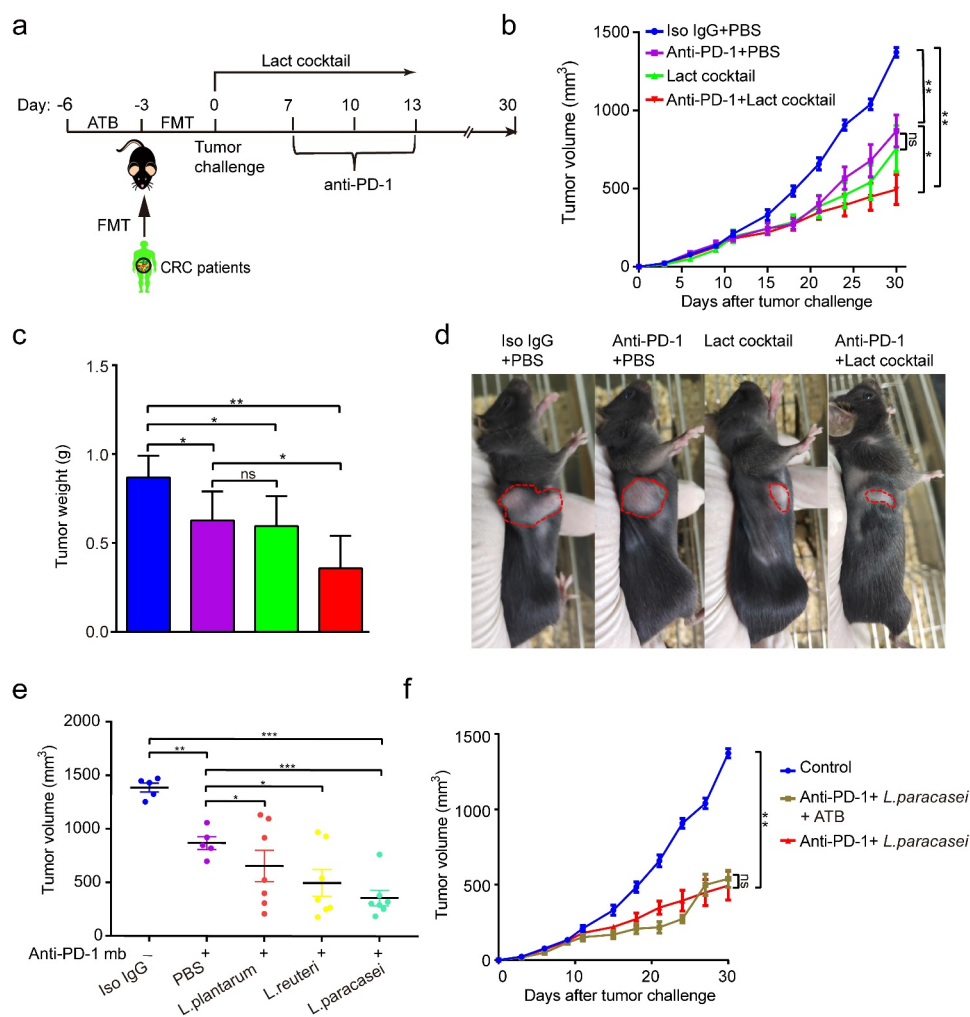 a
Lact cocktail
Day: -6 -3 0 7 10 13 30
ATB FMT
Tumor
challenge
anti-PD-1
FMT
CRC patients
b
Iso IgG+PBS
Anti-PD-1+PBS
Lact cocktail
Anti-PD-1+Lact cocktail
1500
1000
500
0
Tumor volume (mm³)
0 5 10 15 20 25 30
Days after tumor challenge
**
**
ns
*
c
1.5
1.0
0.5
0.0
Tumor weight (g)
**
*
*
*
ns
d
Iso IgG
+PBS
Anti-PD-1
+PBS
Lact cocktail
Anti-PD-1
+Lact cocktail
e
2000
1500
1000
500
0
Tumor volume (mm³)
***
**
***
*
*
Anti-PD-1 mb – + + + +
Iso IgG
PBS
L.plantarum
L.reuteri
L.paracasei
f
1500
1000
500
0
Tumor volume (mm³)
0 10 20 30
Days after tumor challenge
**
ns
Control
Anti-PD-1+ L.paracasei
+ ATB
Anti-PD-1+ L.paracasei